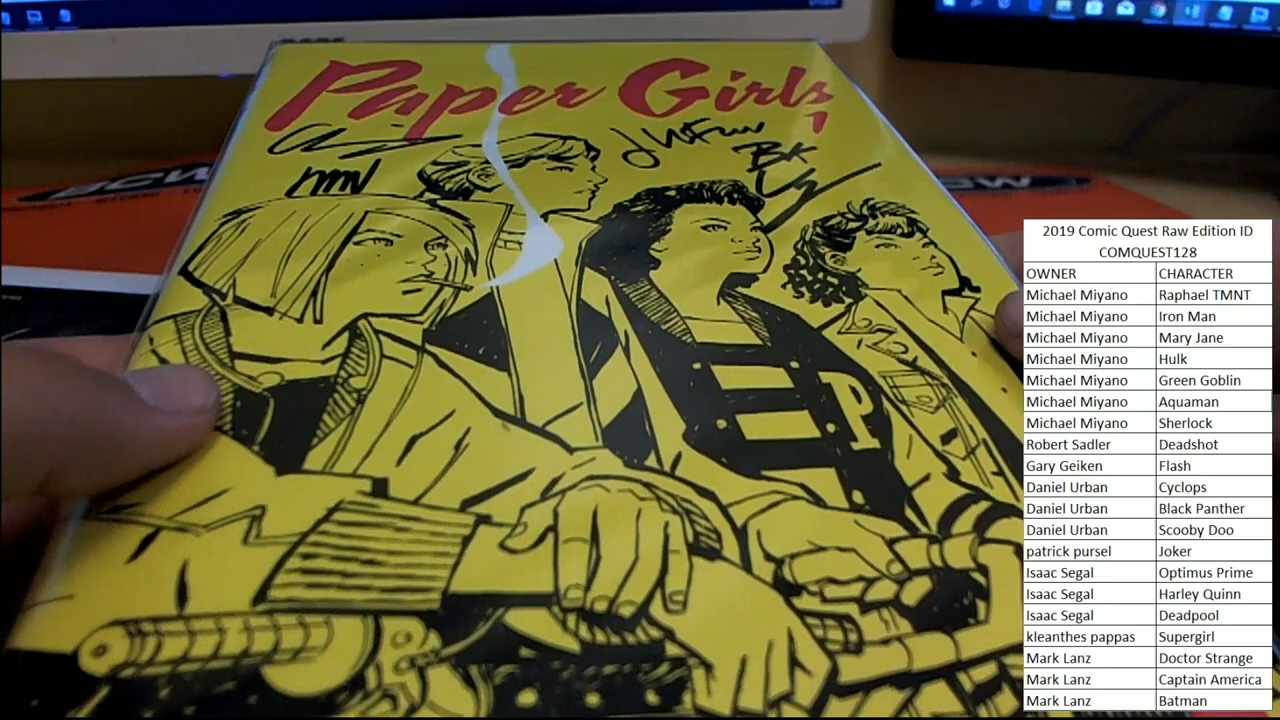 Paper Girls
1
BCW
P
2019 Comic Quest Raw Edition ID
COMQUEST128
OWNER CHARACTER
Michael Miyano Raphael TMNT
Michael Miyano Iron Man
Michael Miyano Mary Jane
Michael Miyano Hulk
Michael Miyano Green Goblin
Michael Miyano Aquaman
Michael Miyano Sherlock
Robert Sadler Deadshot
Gary Geiken Flash
Daniel Urban Cyclops
Daniel Urban Black Panther
Daniel Urban Scooby Doo
patrick pursel Joker
Isaac Segal Optimus Prime
Isaac Segal Harley Quinn
Isaac Segal Deadpool
kleanthes pappas Supergirl
Mark Lanz Doctor Strange
Mark Lanz Captain America
Mark Lanz Batman